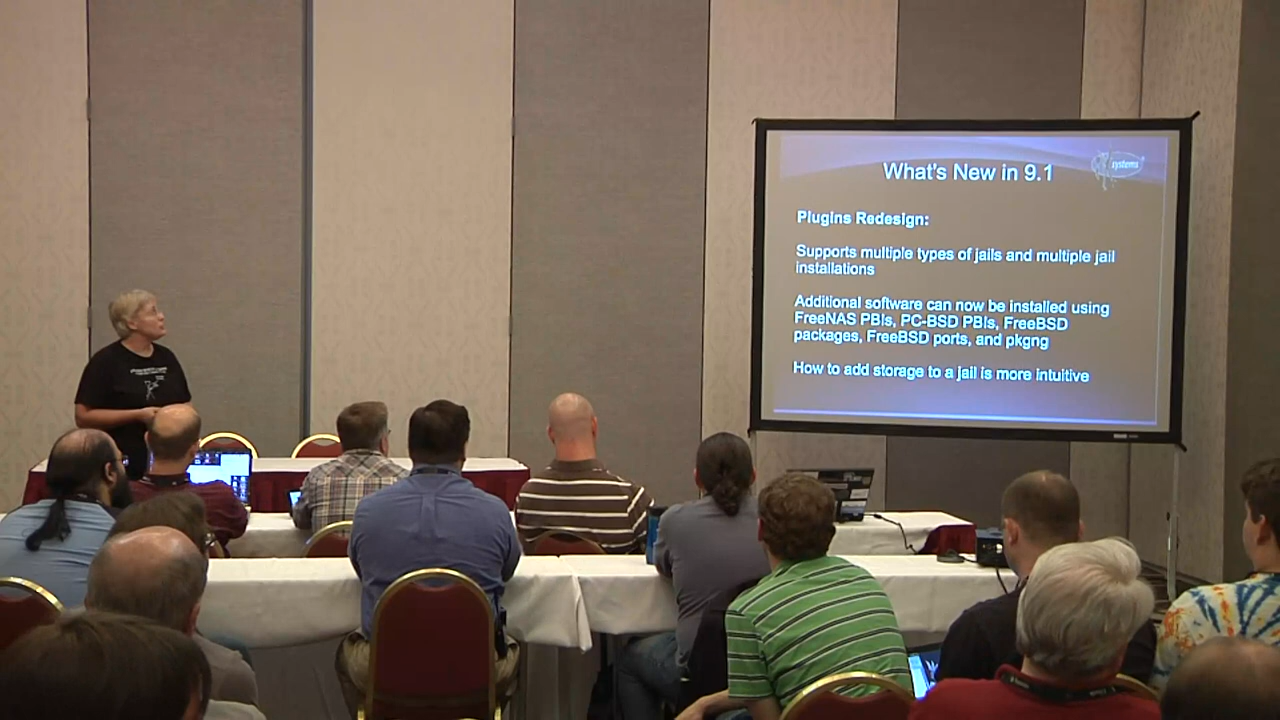 What's New in 9.1
systems
Plugins Redesign:
Supports multiple types of jails and multiple jail
installations
Additional software can now be installed using
FreeNAS PBIs, PC-BSD PBIs, FreeBSD
packages, FreeBSD ports, and pkgng
How to add storage to a jail is more intuitive